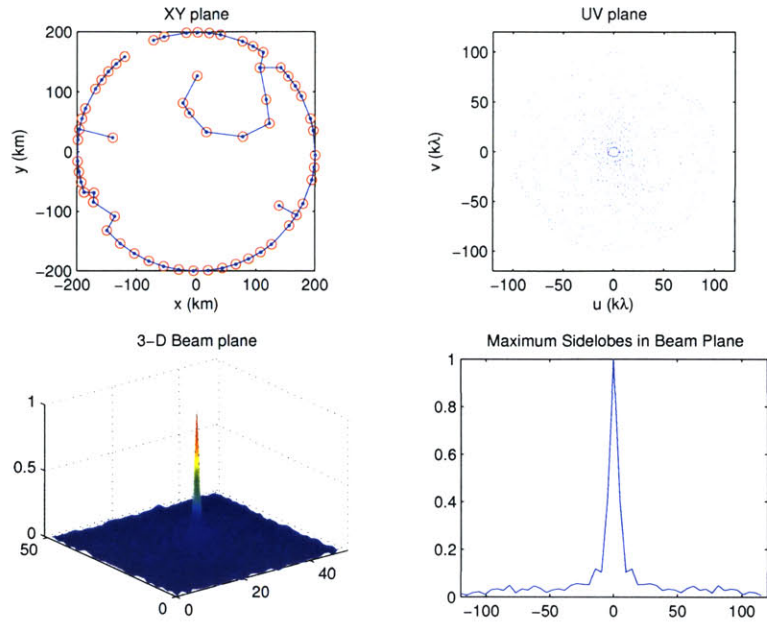 XY plane
200
100
0
−100
−200
y (km)
−200 −100 0 100 200
x (km)
UV plane
100
50
0
−50
−100
v (kλ)
−100 −50 0 50 100
u (kλ)
3−D Beam plane
1
0.5
0
50
0
0
20
40
Maximum Sidelobes in Beam Plane
1
0.8
0.6
0.4
0.2
0
−100 −50 0 50 100